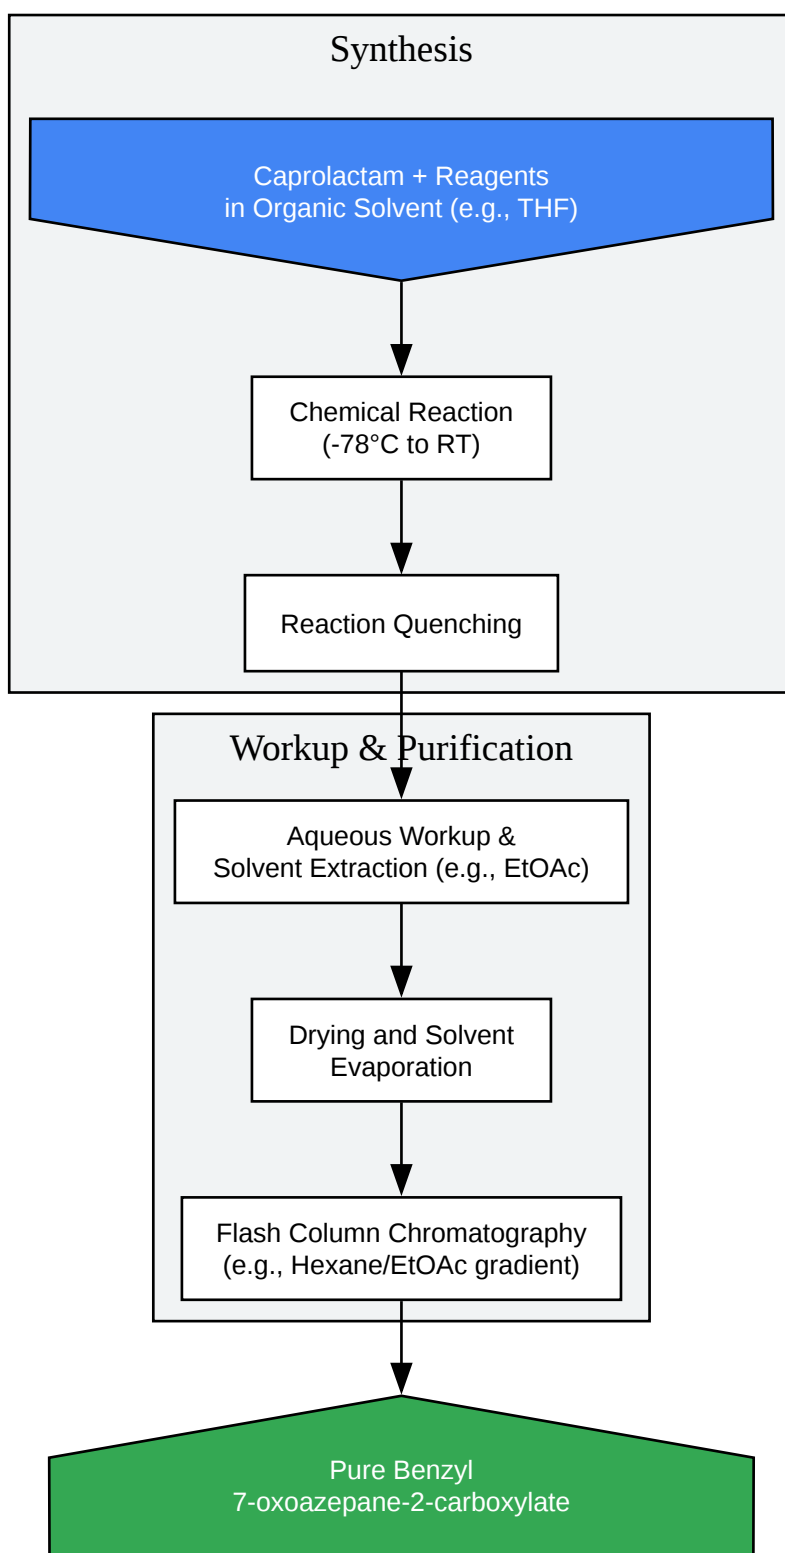 Synthesis
Caprolactam + Reagents
in Organic Solvent (e.g., THF)
Chemical Reaction
(-78°C to RT)
Reaction Quenching
Workup & Purification
Aqueous Workup &
Solvent Extraction (e.g., EtOAc)
Drying and Solvent
Evaporation
Flash Column Chromatography
(e.g., Hexane/EtOAc gradient)
Pure Benzyl
7-oxoazepane-2-carboxylate